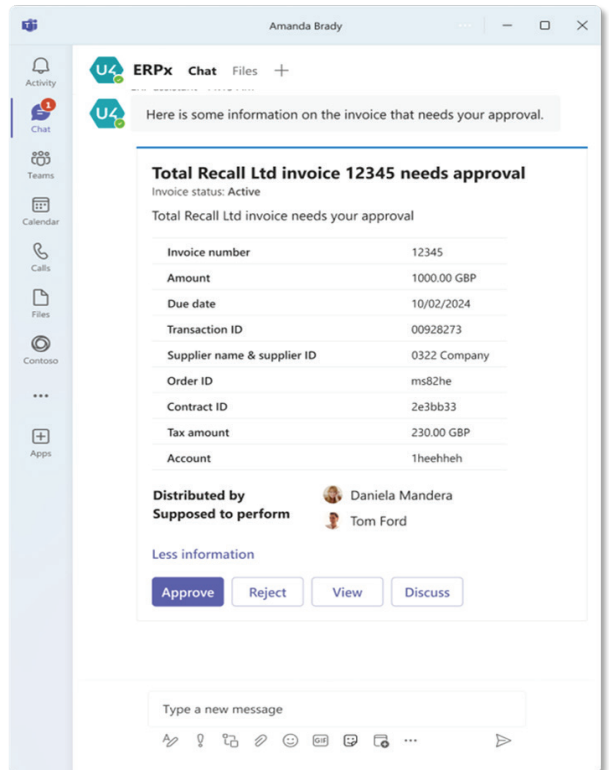 Amanda Brady
Activity
1
Chat
Teams
Calendar
Calls
Files
Contoso
Apps
U4 ERPx Chat Files
U4 Here is some information on the invoice that needs your approval.
Total Recall Ltd invoice 12345 needs approval
Invoice status: Active
Total Recall Ltd invoice needs your approval
Invoice number 12345
Amount 1000.00 GBP
Due date 10/02/2024
Transaction ID 00928273
Supplier name & supplier ID 0322 Company
Order ID ms82he
Contract ID 2e3bb33
Tax amount 230.00 GBP
Account 1heehheh
Distributed by Daniela Mandera
Supposed to perform Tom Ford
Less information
Approve Reject View Discuss
Type a new message
GIF